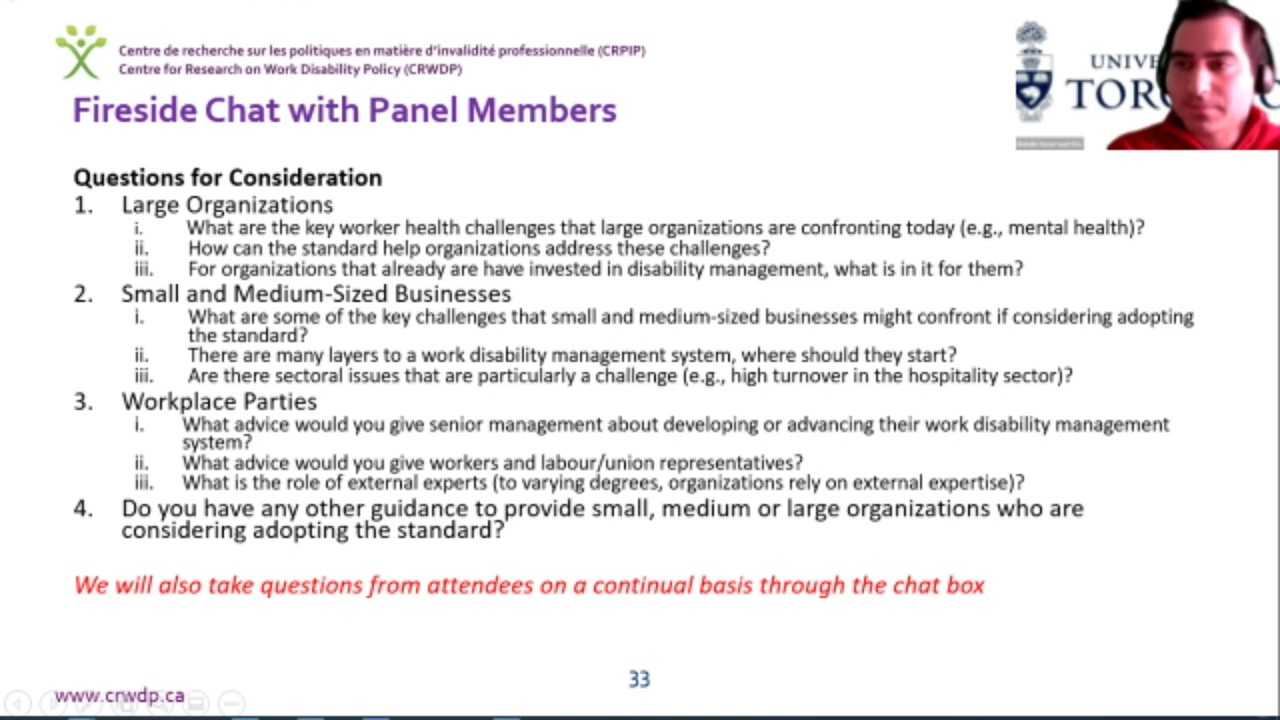 Centre de recherche sur les politiques en matière d'invalidité professionnelle (CRPIP)
Centre for Research on Work Disability Policy (CRWDP)
Fireside Chat with Panel Members
Questions for Consideration
1. Large Organizations
i. What are the key worker health challenges that large organizations are confronting today (e.g., mental health)?
ii. How can the standard help organizations address these challenges?
iii. For organizations that already are have invested in disability management, what is in it for them?
2. Small and Medium-Sized Businesses
i. What are some of the key challenges that small and medium-sized businesses might confront if considering adopting
the standard?
ii. There are many layers to a work disability management system, where should they start?
iii. Are there sectoral issues that are particularly a challenge (e.g., high turnover in the hospitality sector)?
3. Workplace Parties
i. What advice would you give senior management about developing or advancing their work disability management
system?
ii. What advice would you give workers and labour/union representatives?
iii. What is the role of external experts (to varying degrees, organizations rely on external expertise)?
4. Do you have any other guidance to provide small, medium or large organizations who are
considering adopting the standard?
We will also take questions from attendees on a continual basis through the chat box
33
www.crwdp.ca